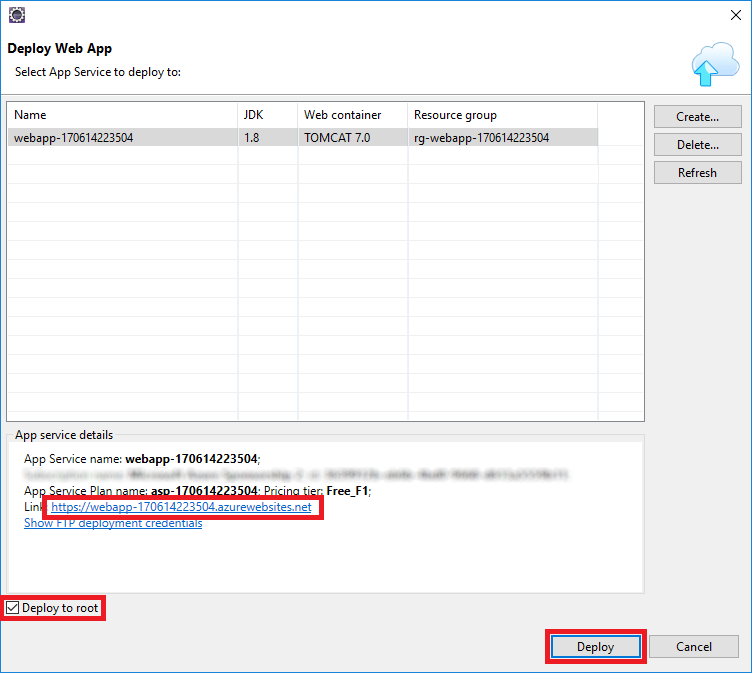 Deploy Web App
Select App Service to deploy to:
Name JDK Web container Resource group
webapp-170614223504 1.8 TOMCAT 7.0 rg-webapp-170614223504
Create...
Delete...
Refresh
App service details
App Service name: webapp-170614223504;
App Service Plan name: asp-170614223504; Pricing tier: Free_F1;
Link: https://webapp-170614223504.azurewebsites.net
Show FTP deployment credentials
Deploy to root
Deploy Cancel